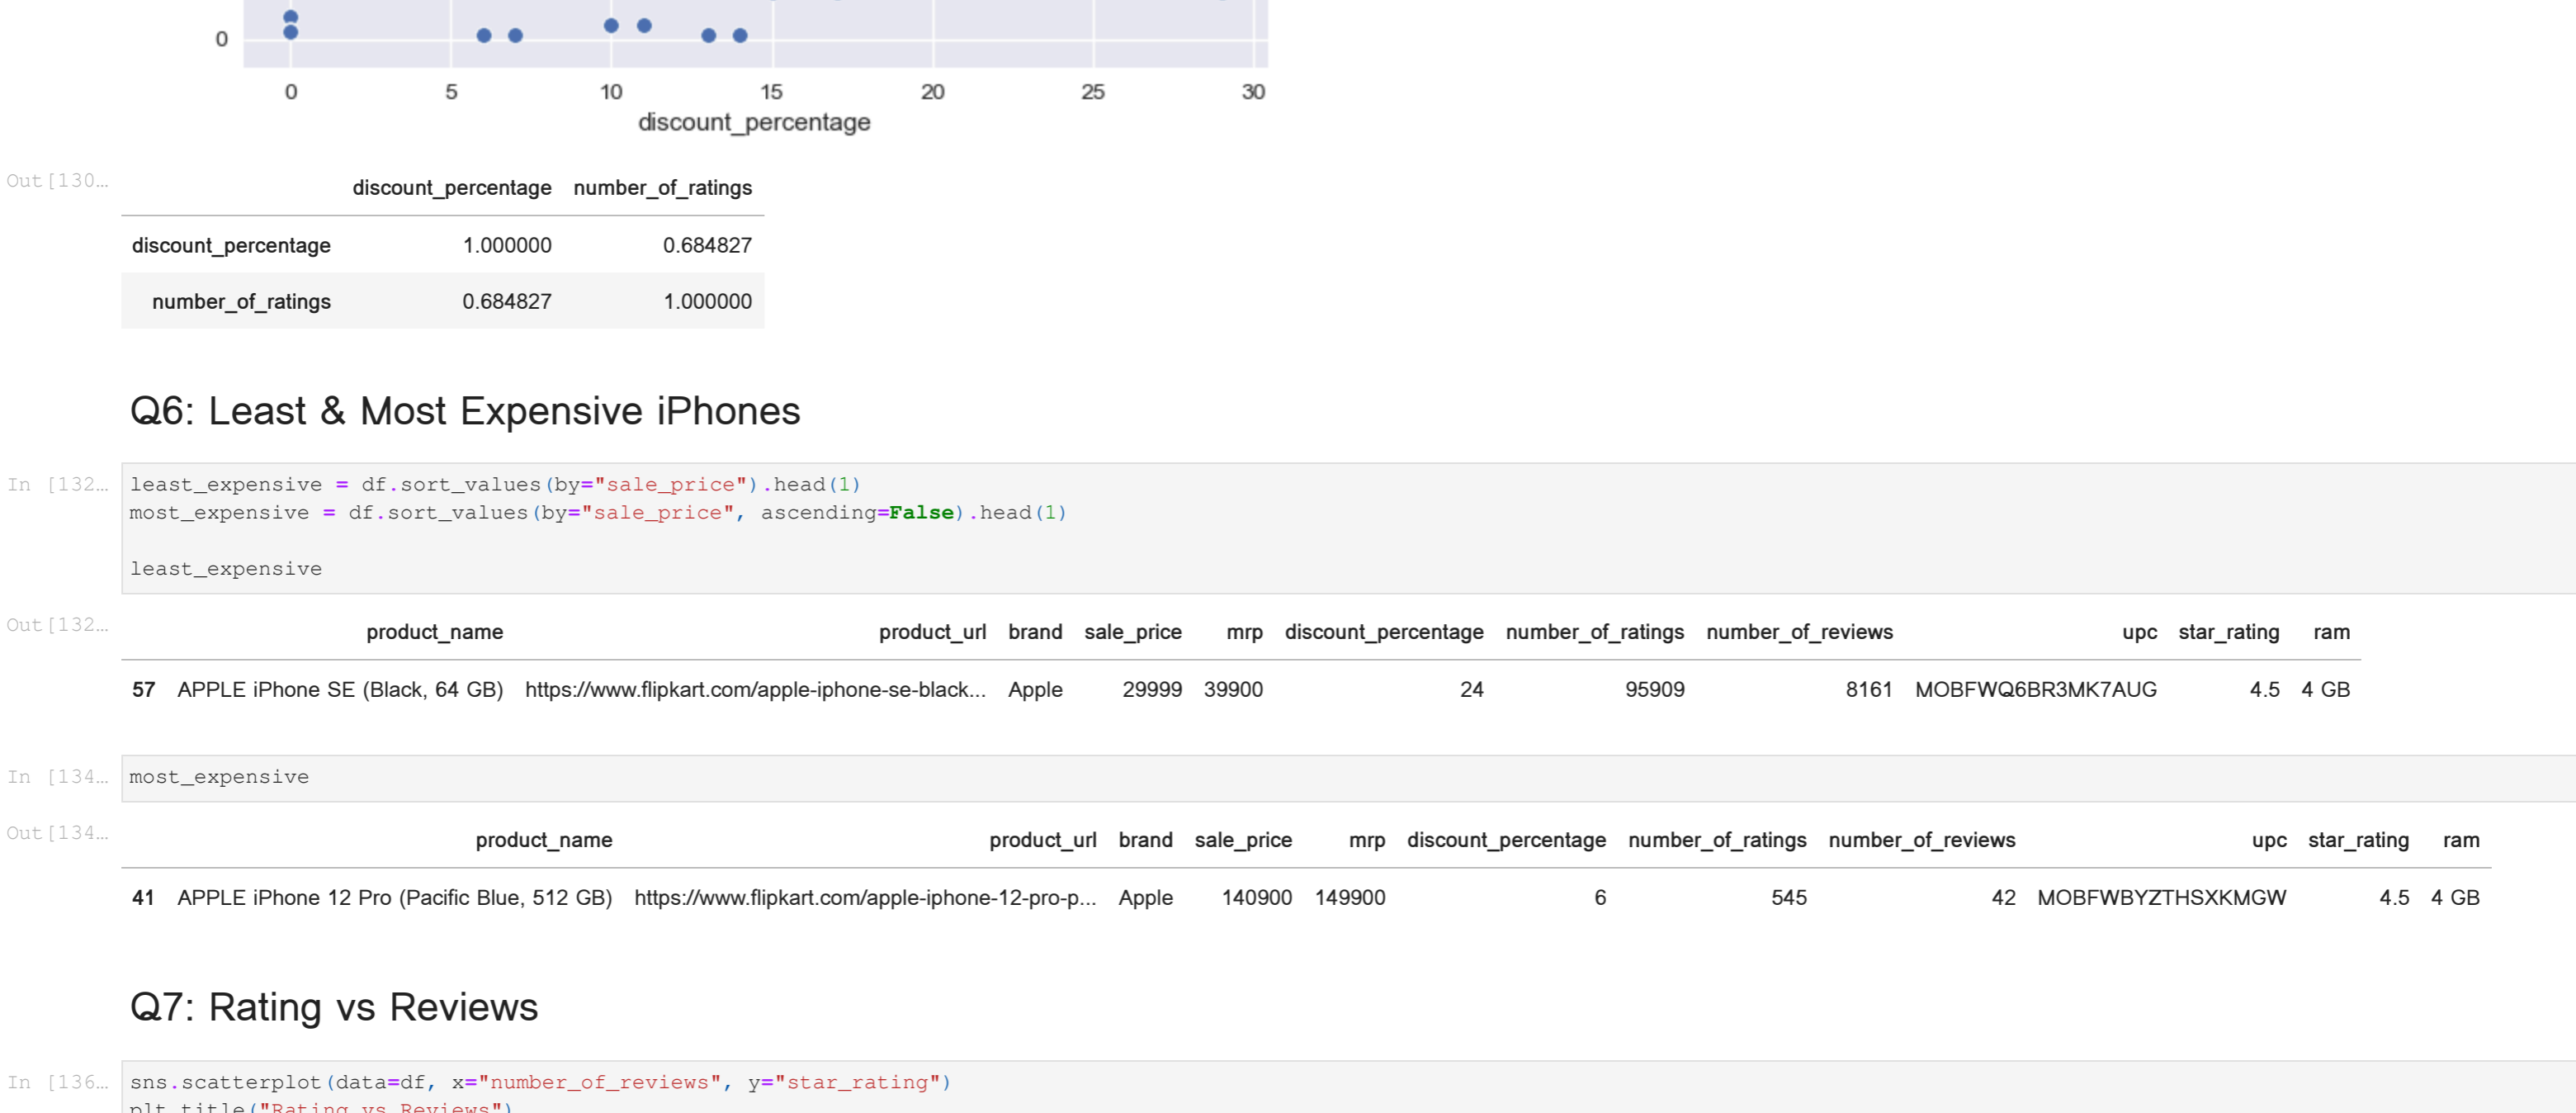 0
0 5 10 15 20 25 30
discount_percentage
Out[130…
discount_percentage number_of_ratings
discount_percentage 1.000000 0.684827
number_of_ratings 0.684827 1.000000
Q6: Least & Most Expensive iPhones
In [132… least_expensive = df.sort_values(by="sale_price").head(1)
most_expensive = df.sort_values(by="sale_price", ascending=False).head(1)
least_expensive
Out[132…
product_name product_url brand sale_price mrp discount_percentage number_of_ratings number_of_reviews upc star_rating ram
57 APPLE iPhone SE (Black, 64 GB) https://www.flipkart.com/apple-iphone-se-black... Apple 29999 39900 24 95909 8161 MOBFWQ6BR3MK7AUG 4.5 4 GB
In [134… most_expensive
Out[134…
product_name product_url brand sale_price mrp discount_percentage number_of_ratings number_of_reviews upc star_rating ram
41 APPLE iPhone 12 Pro (Pacific Blue, 512 GB) https://www.flipkart.com/apple-iphone-12-pro-p... Apple 140900 149900 6 545 42 MOBFWBYZTHSXKMGW 4.5 4 GB
Q7: Rating vs Reviews
In [136… sns.scatterplot(data=df, x="number_of_reviews", y="star_rating")
plt.title("Rating vs Reviews")